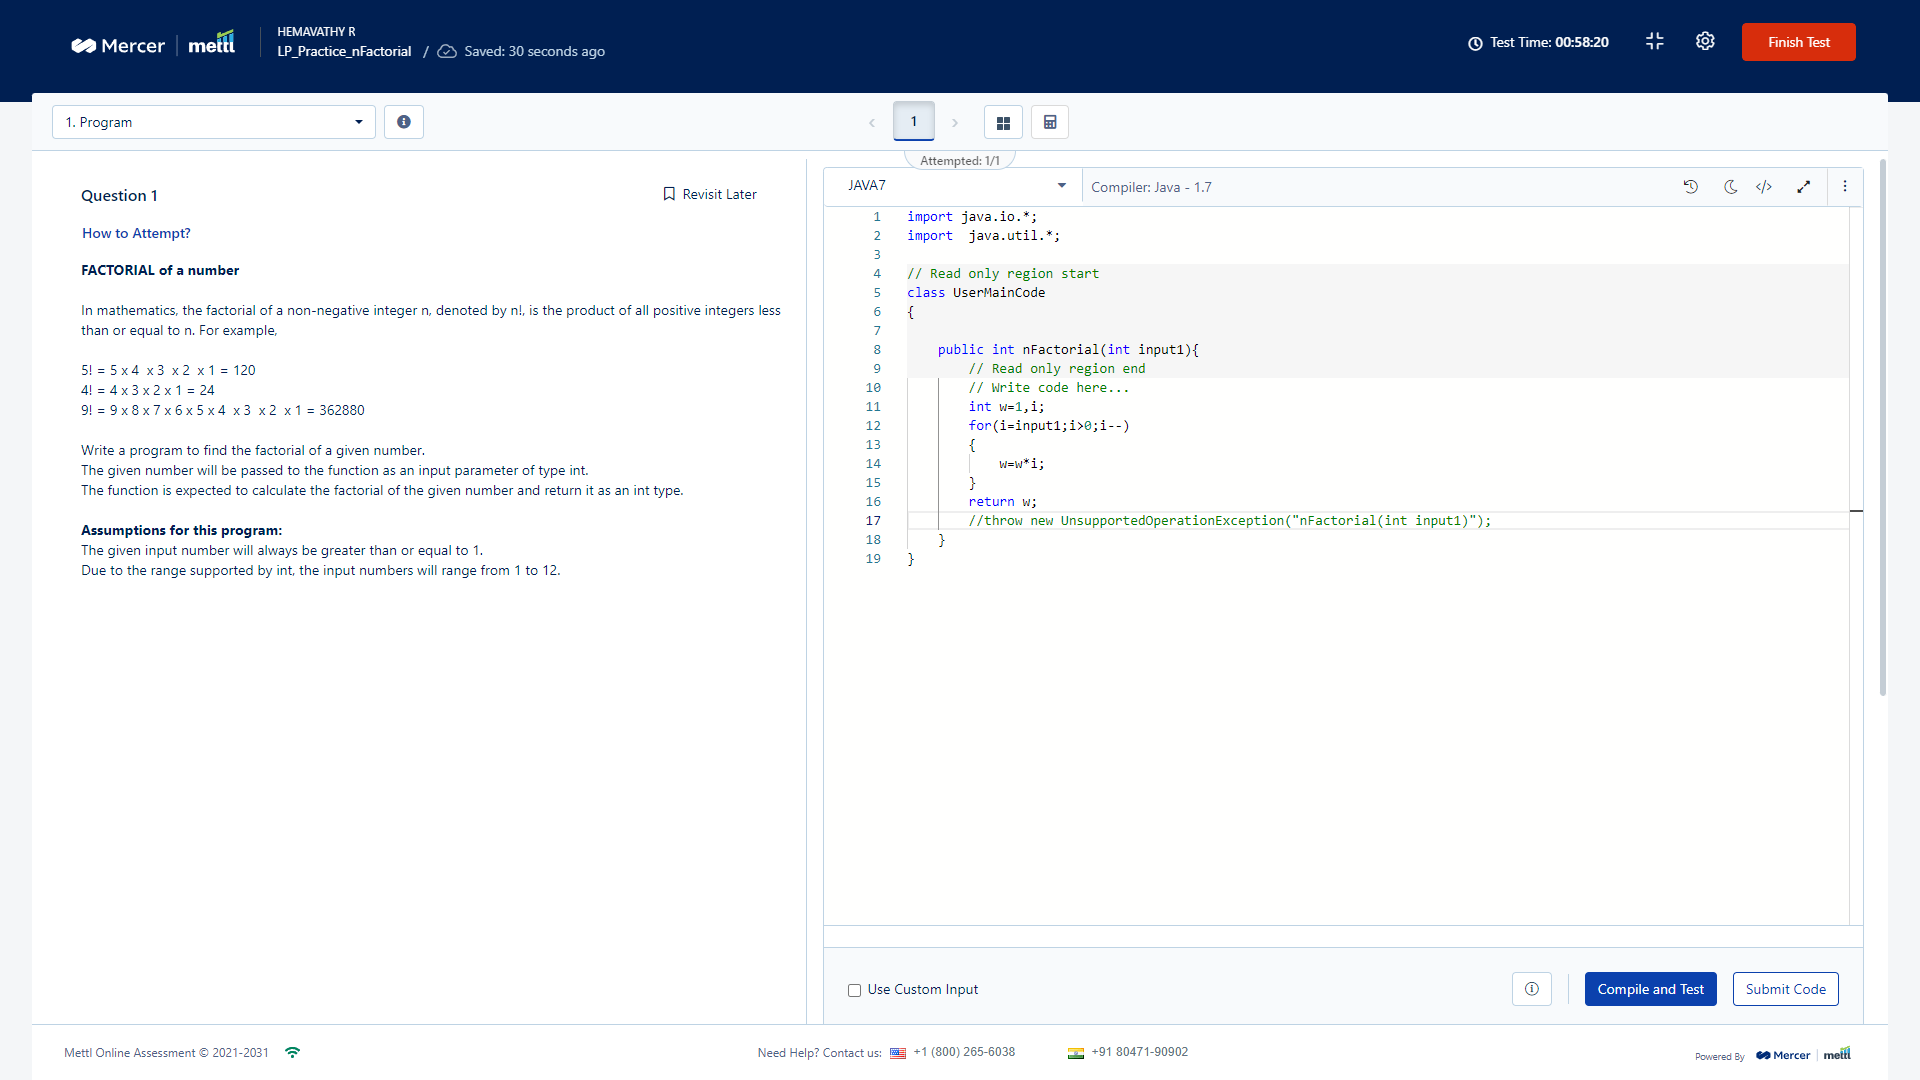 Mercer mettl
HEMAVATHY R
LP_Practice_nFactorial / Saved: 30 seconds ago
Test Time: 00:58:20
Finish Test
1. Program
1
Attempted: 1/1
Question 1
Revisit Later
How to Attempt?
FACTORIAL of a number
In mathematics, the factorial of a non-negative integer n, denoted by n!, is the product of all positive integers less
than or equal to n. For example,
5! = 5 x 4  x 3  x 2  x 1 = 120
4! = 4 x 3 x 2 x 1 = 24
9! = 9 x 8 x 7 x 6 x 5 x 4  x 3  x 2  x 1 = 362880
Write a program to find the factorial of a given number.
The given number will be passed to the function as an input parameter of type int.
The function is expected to calculate the factorial of the given number and return it as an int type.
Assumptions for this program:
The given input number will always be greater than or equal to 1.
Due to the range supported by int, the input numbers will range from 1 to 12.
JAVA7
Compiler: Java - 1.7
1 import java.io.*;
2 import  java.util.*;
3
4 // Read only region start
5 class UserMainCode
6 {
7
8     public int nFactorial(int input1){
9         // Read only region end
10         // Write code here...
11         int w=1,i;
12         for(i=input1;i>0;i--)
13         {
14             w=w*i;
15         }
16         return w;
17         //throw new UnsupportedOperationException("nFactorial(int input1)");
18     }
19 }
Use Custom Input
Compile and Test
Submit Code
Mettl Online Assessment © 2021-2031
Need Help? Contact us: +1 (800) 265-6038
+91 80471-90902
Powered By Mercer mettl